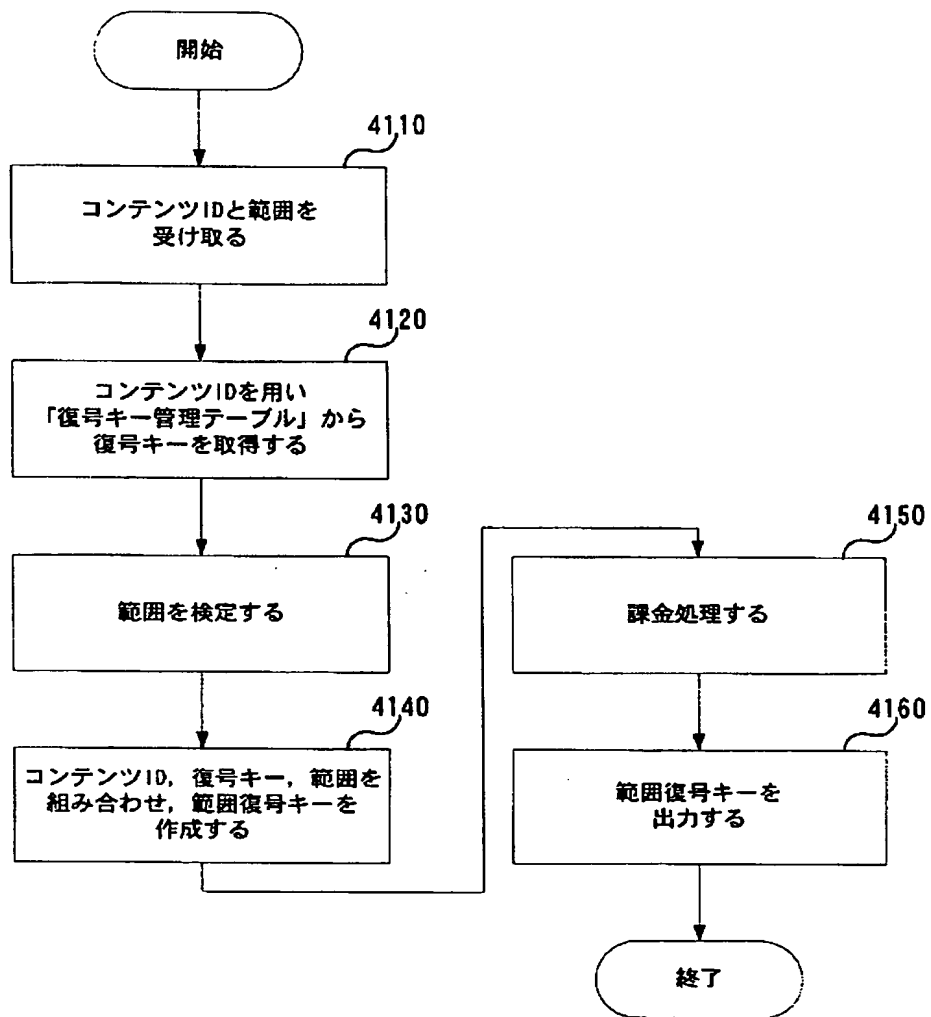 開始
4110
コンテンツIDと範囲を
受け取る
4120
コンテンツIDを用い
「復号キー管理テーブル」から
復号キーを取得する
4130
範囲を検定する
4140
コンテンツID,復号キー,範囲を
組み合わせ,範囲復号キーを
作成する
4150
課金処理する
4160
範囲復号キーを
出力する
終了